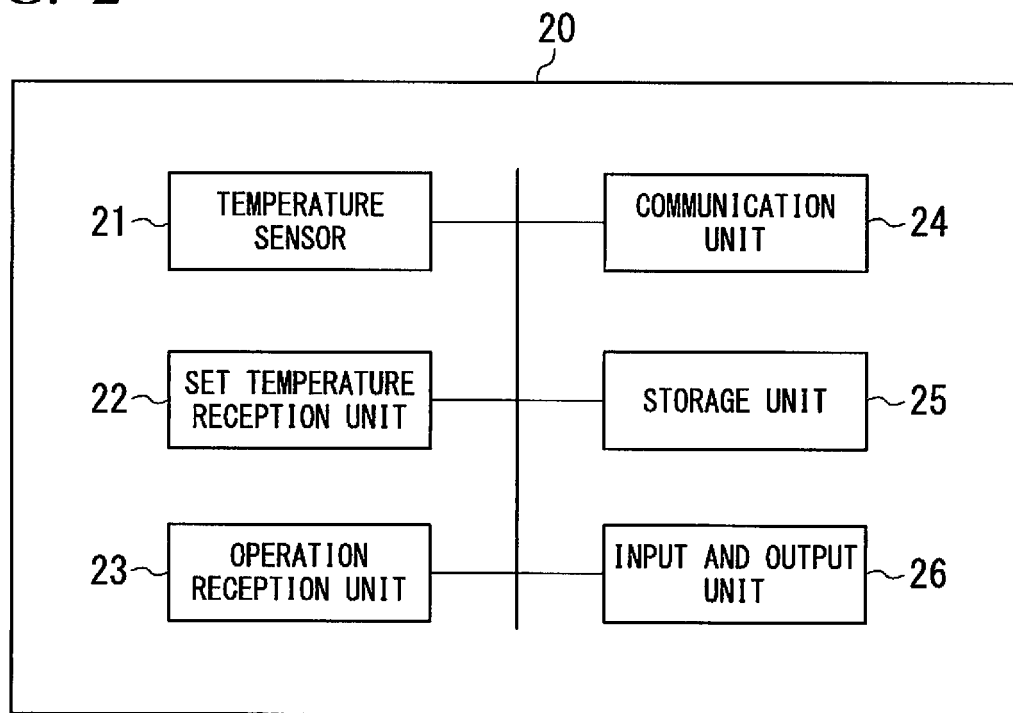 20
21
TEMPERATURE
SENSOR
COMMUNICATION
UNIT
24
22
SET TEMPERATURE
RECEPTION UNIT
STORAGE UNIT
25
23
OPERATION
RECEPTION UNIT
INPUT AND OUTPUT
UNIT
26